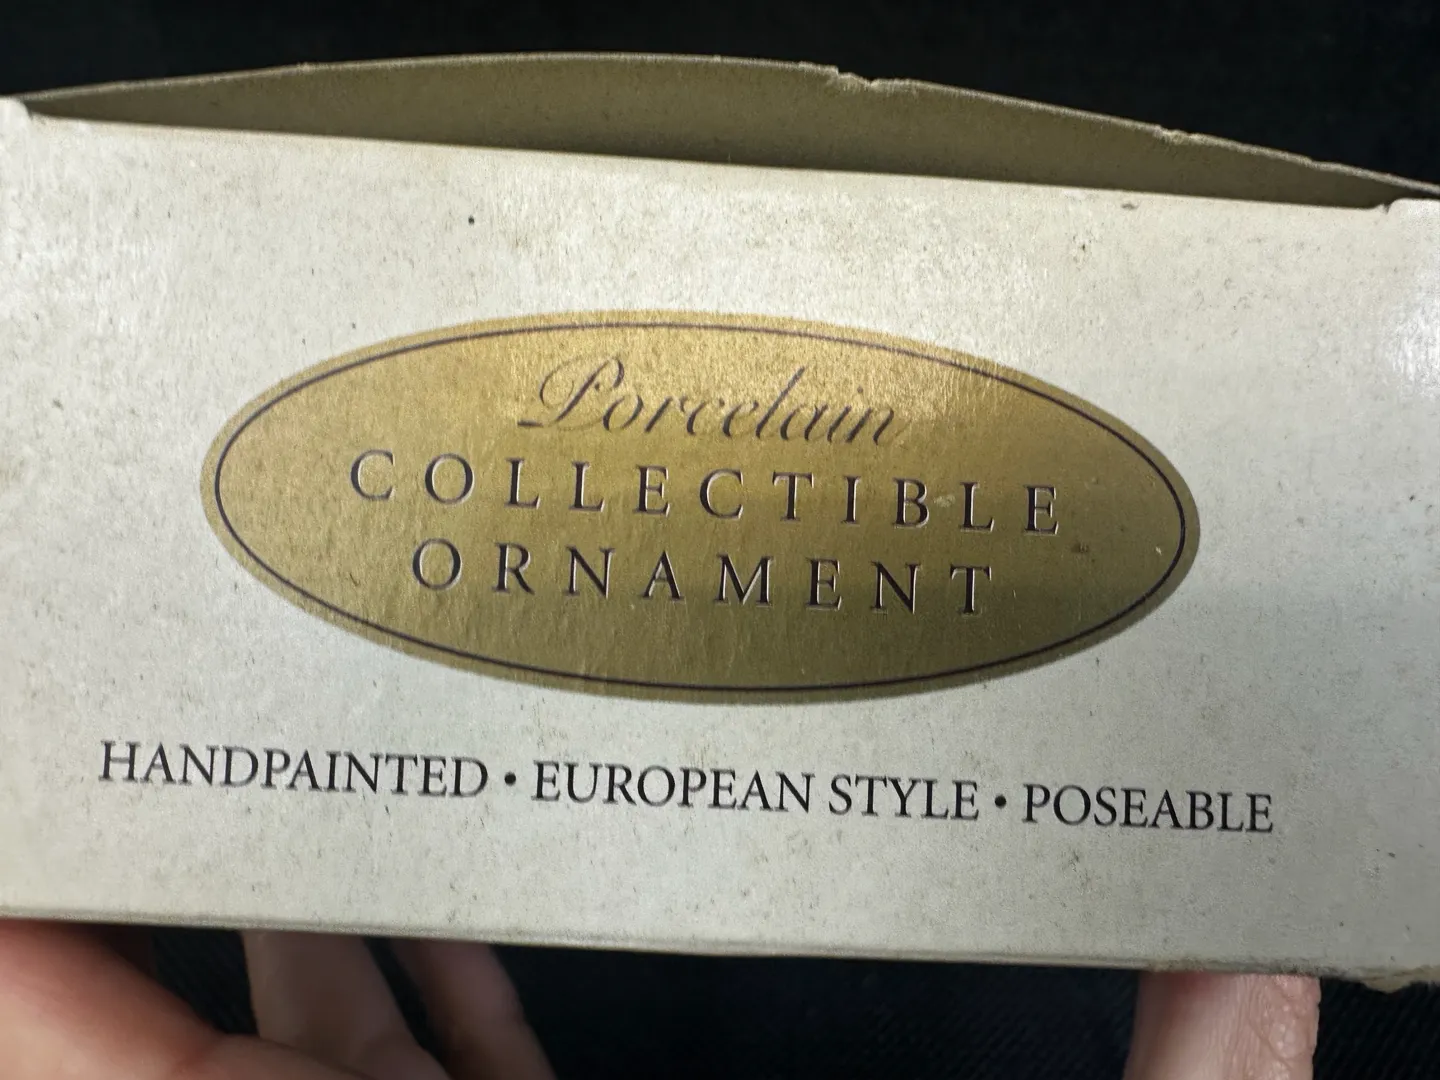 Porcelain
COLLECTIBLE
ORNAMENT
HANDPAINTED • EUROPEAN STYLE • POSEABLE